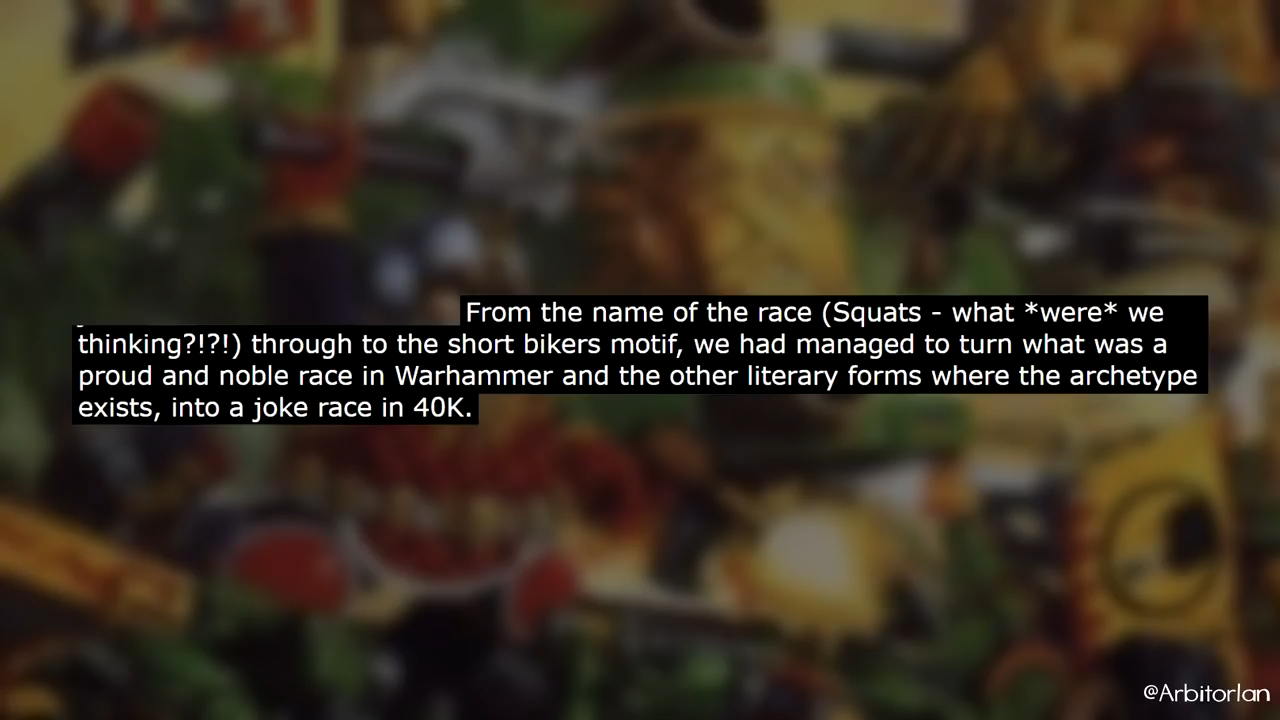 From the name of the race (Squats - what *were* we
thinking?!?!) through to the short bikers motif, we had managed to turn what was a
proud and noble race in Warhammer and the other literary forms where the archetype
exists, into a joke race in 40K.
@ArbitorIan